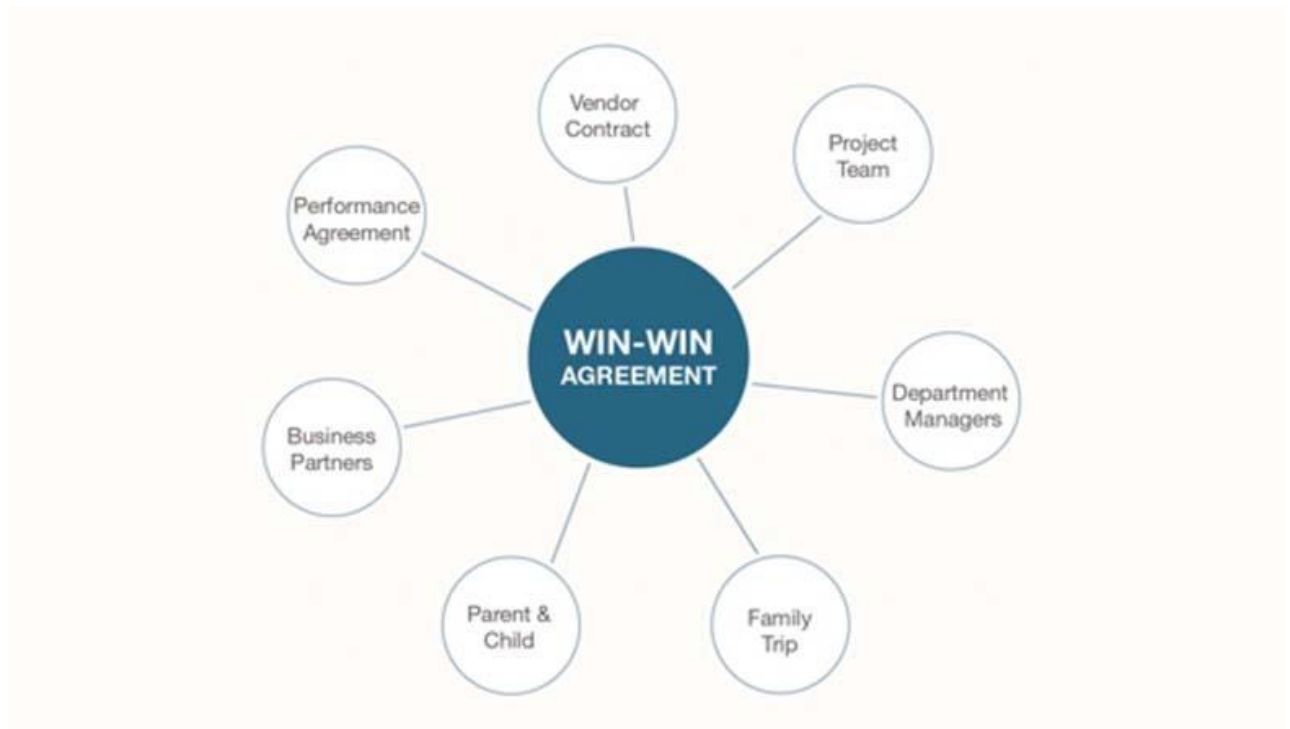 Vendor
Contract
Project
Team
Performance
Agreement
WIN-WIN
AGREEMENT
Department
Managers
Business
Partners
Parent &
Child
Family
Trip